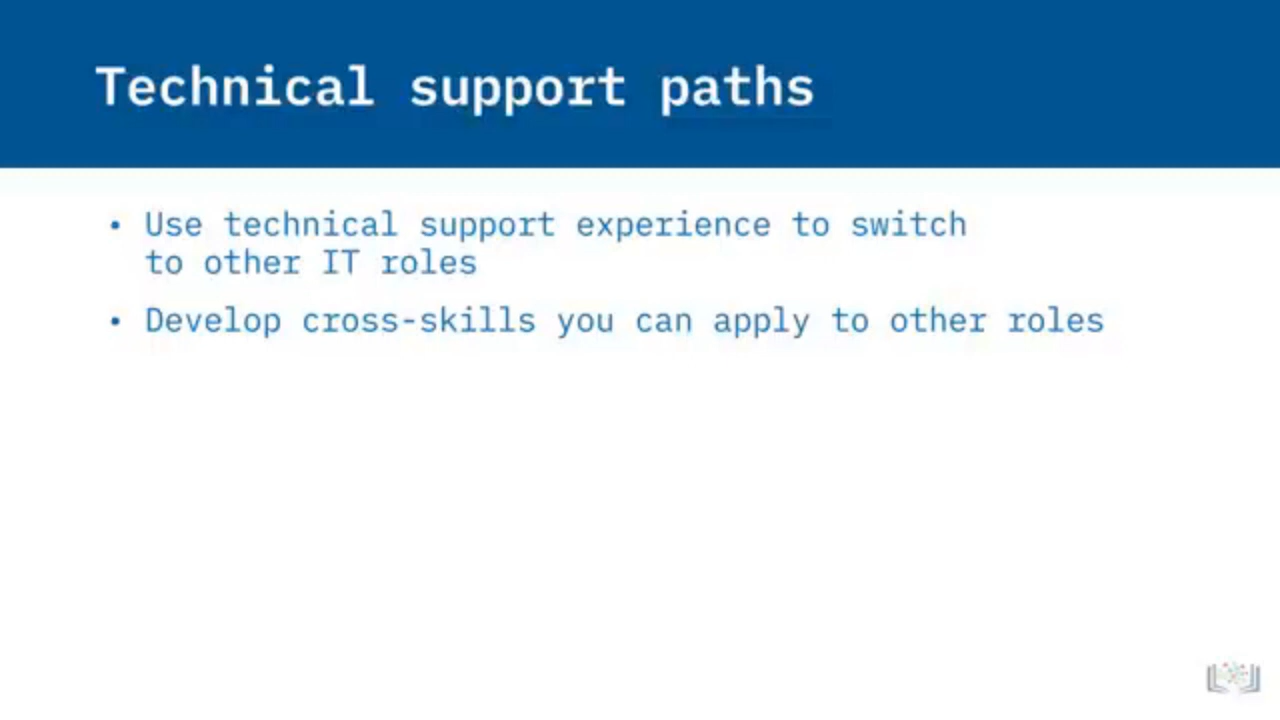 Technical support paths
• Use technical support experience to switch
to other IT roles
• Develop cross-skills you can apply to other roles